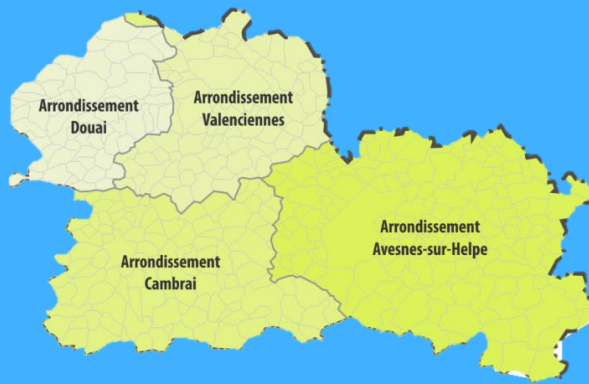 Arrondissement
Douai
Arrondissement
Valenciennes
Arrondissement
Avesnes-sur-Helpe
Arrondissement
Cambrai